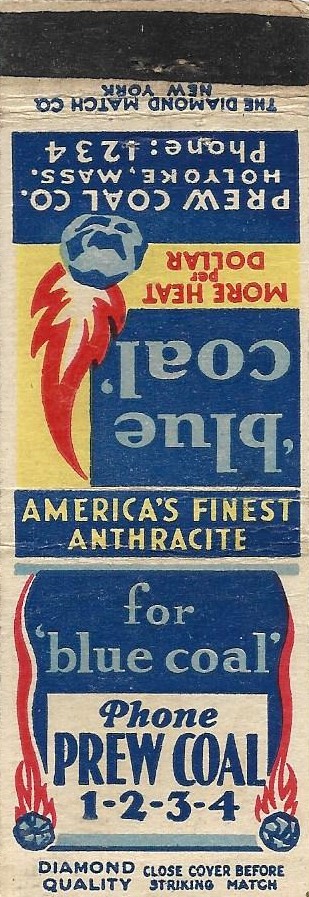 THE DIAMOND MATCH CO.
NEW YORK
PREW COAL CO.
HOLYOKE, MASS.
Phone: 1234
MORE HEAT
per
DOLLAR
'blue
coal'
AMERICA'S FINEST
ANTHRACITE
for
'blue coal'
Phone
PREW COAL
1-2-3-4
DIAMOND QUALITY
CLOSE COVER BEFORE STRIKING MATCH